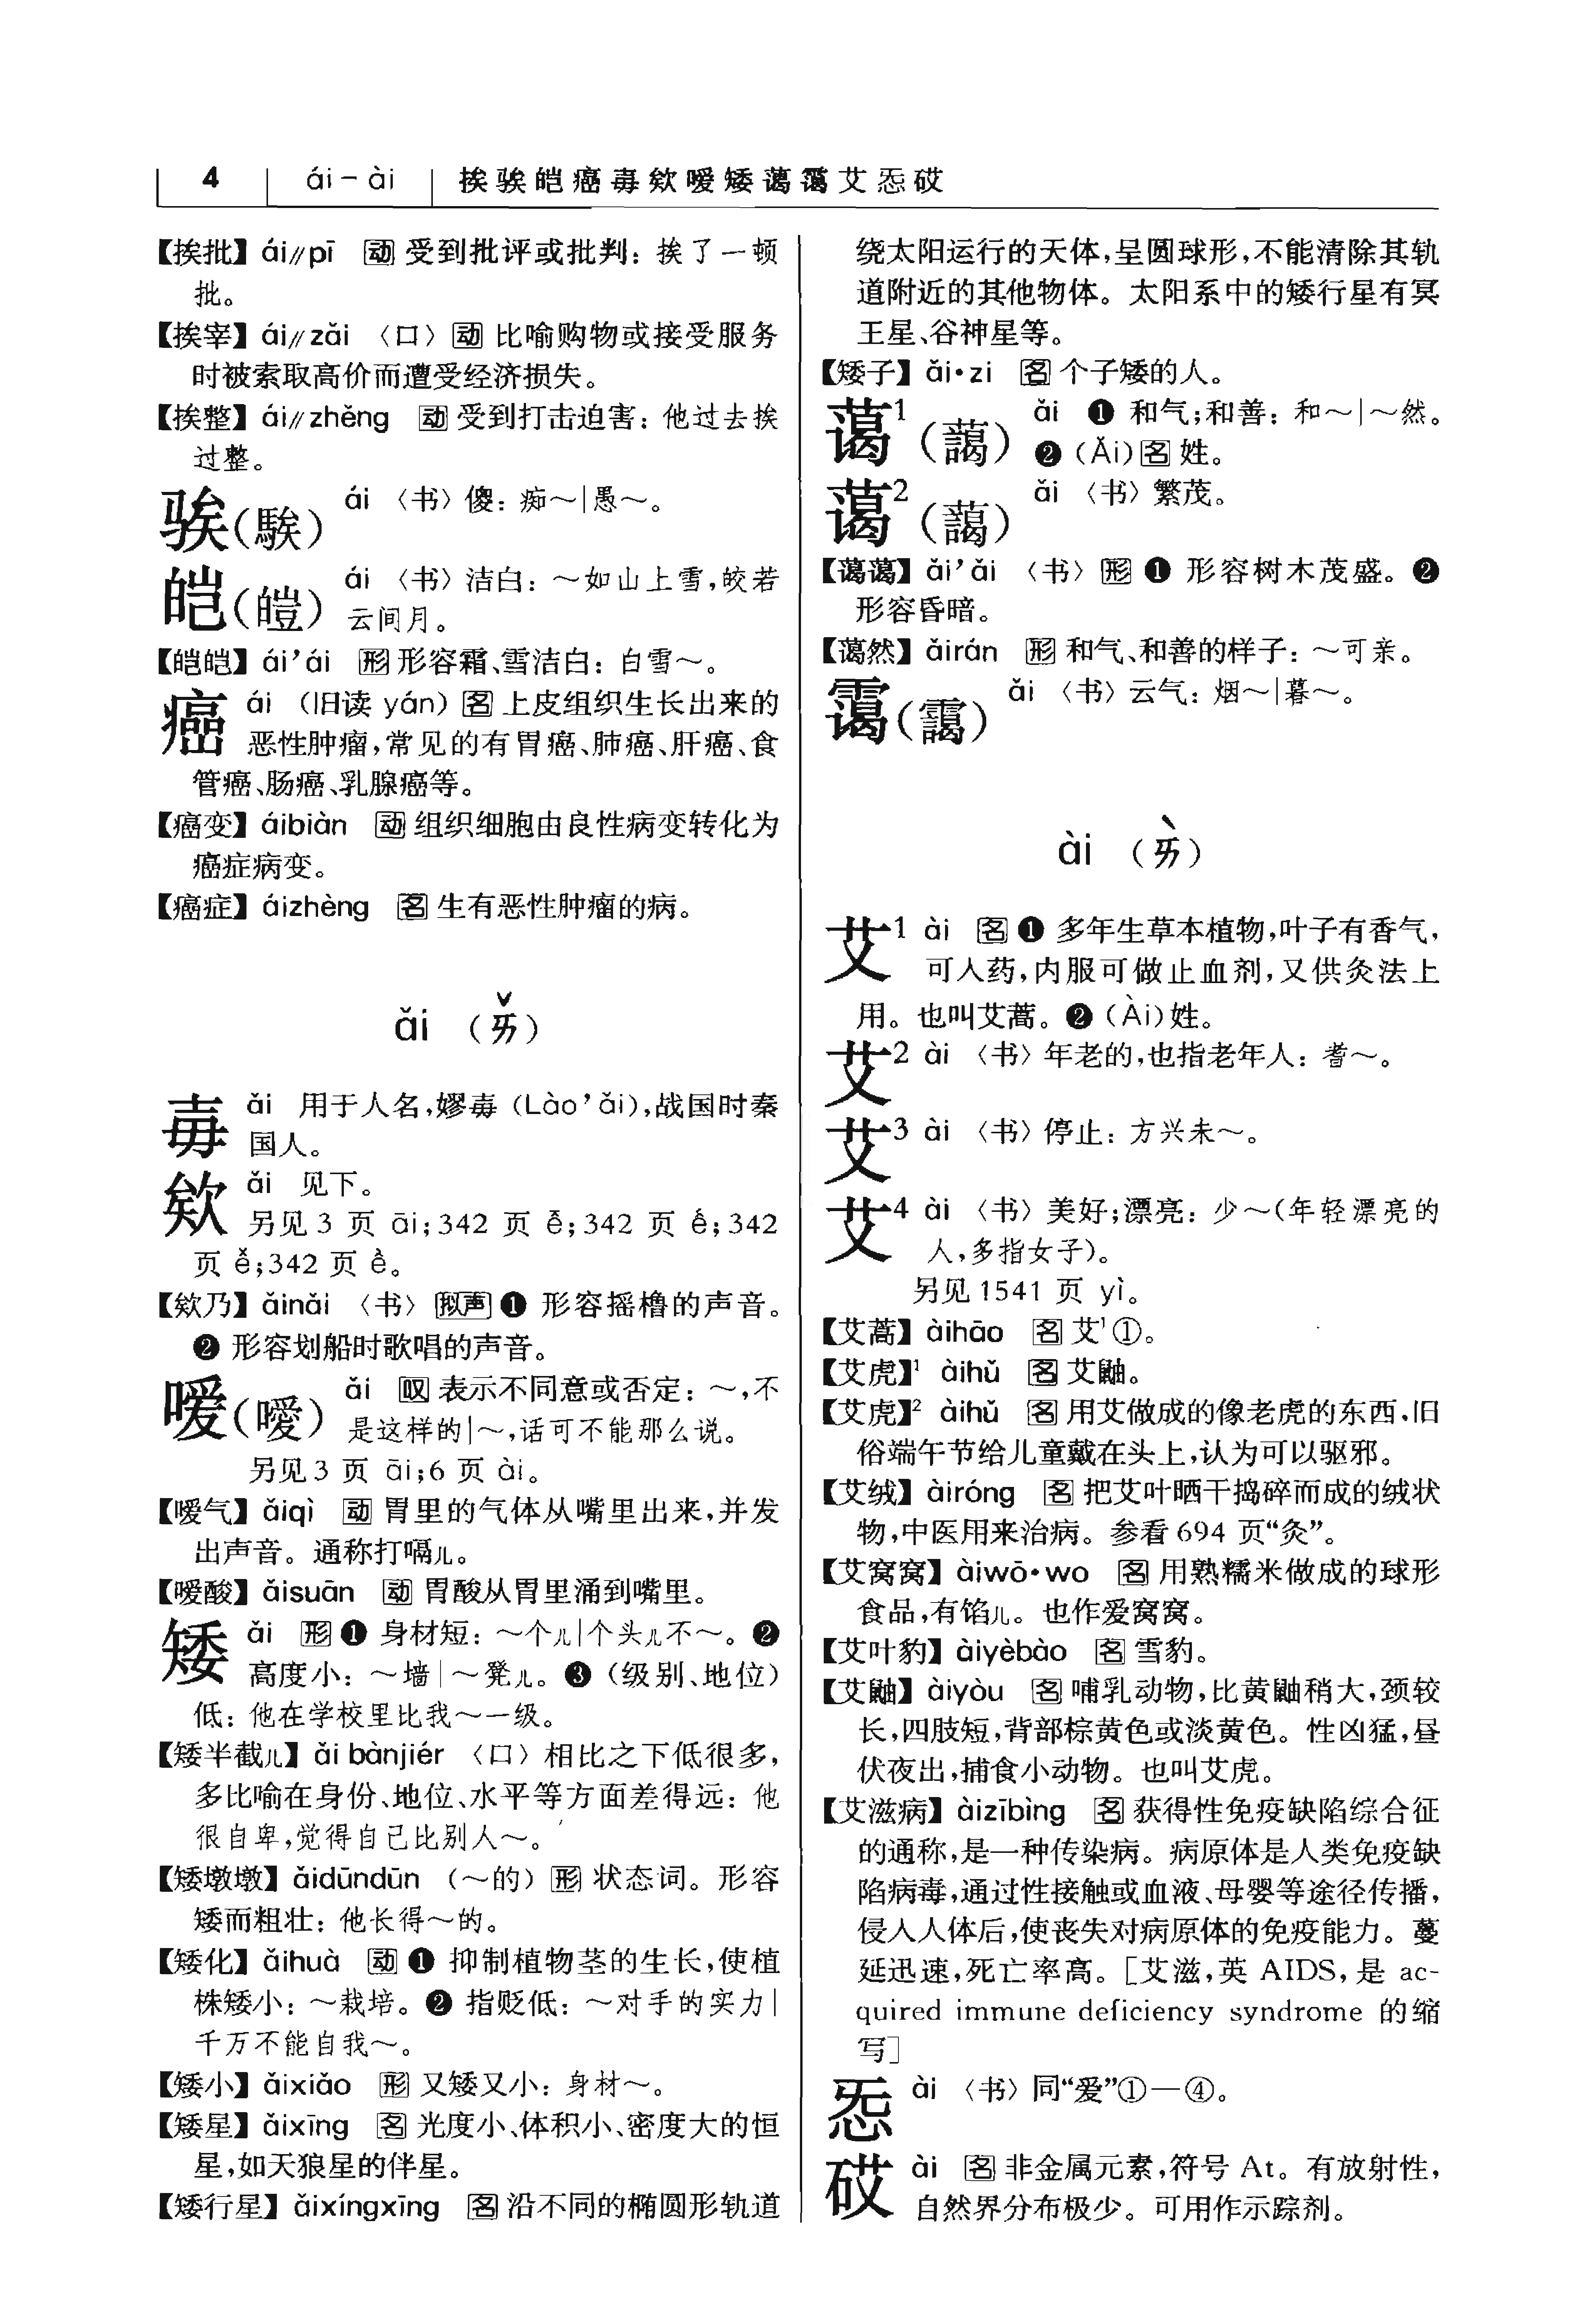 4 ái－ài 挨骏皑癌毐欸嗳矮蔼霭艾㤅砹
【挨批】ái∥pī 动 受到批评或批判：挨了一顿
批。
【挨宰】ái∥zǎi 〈口〉动 比喻购物或接受服务
时被索取高价而遭受经济损失。
【挨整】ái∥zhěng 动 受到打击迫害：他过去挨
过整。
𫘤（騃） ái 〈书〉傻：痴～|愚～。
皑（皚） ái 〈书〉洁白：～如山上雪，皎若
云间月。
【皑皑】ái’ái 形 形容霜、雪洁白：白雪～。
癌 ái （旧读 yán）名 上皮组织生长出来的
恶性肿瘤，常见的有胃癌、肺癌、肝癌、食
管癌、肠癌、乳腺癌等。
【癌变】áibiàn 动 组织细胞由良性病变转化为
癌症病变。
【癌症】áizhèng 名 生有恶性肿瘤的病。
ǎi （ㄞˇ）
毐 ǎi 用于人名，嫪毐（Lào’ǎi），战国时秦
国人。
欸 ǎi 见下。
另见 3 页 āi；342 页 ê̄；342 页 ế；342
页 ê̌；342 页 ề。
【欸乃】ǎinǎi 〈书〉拟声 ❶ 形容摇橹的声音。
❷ 形容划船时歌唱的声音。
嗳（噯） ǎi 叹 表示不同意或否定：～，不
是这样的|～，话可不能那么说。
另见 3 页 āi；6 页 ài。
【嗳气】ǎiqì 动 胃里的气体从嘴里出来，并发
出声音。通称打嗝儿。
【嗳酸】ǎisuān 动 胃酸从胃里涌到嘴里。
矮 ǎi 形 ❶ 身材短：～个儿|个头儿不～。❷
高度小：～墙|～凳儿。❸（级别、地位）
低：他在学校里比我～一级。
【矮半截儿】ǎi bànjiér 〈口〉相比之下低很多，
多比喻在身份、地位、水平等方面差得远：他
很自卑，觉得自己比别人～。
【矮墩墩】ǎidūndūn （～的）形 状态词。形容
矮而粗壮：他长得～的。
【矮化】ǎihuà 动 ❶ 抑制植物茎的生长，使植
株矮小：～栽培。❷ 指贬低：～对手的实力|
千万不能自我～。
【矮小】ǎixiǎo 形 又矮又小：身材～。
【矮星】ǎixīng 名 光度小、体积小、密度大的恒
星，如天狼星的伴星。
【矮行星】ǎixíngxīng 名 沿不同的椭圆形轨道
绕太阳运行的天体，呈圆球形，不能清除其轨
道附近的其他物体。太阳系中的矮行星有冥
王星、谷神星等。
【矮子】ǎi•zi 名 个子矮的人。
蔼1（藹） ǎi ❶ 和气；和善：和～|～然。
❷（Ǎi）名 姓。
蔼2（藹） ǎi 〈书〉繁茂。
【蔼蔼】ǎi’ǎi 〈书〉形 ❶ 形容树木茂盛。❷
形容昏暗。
【蔼然】ǎirán 形 和气、和善的样子：～可亲。
霭（靄） ǎi 〈书〉云气：烟～|暮～。
ài （ㄞˋ）
艾1 ài 名 ❶ 多年生草本植物，叶子有香气，
可入药，内服可做止血剂，又供灸法上
用。也叫艾蒿。❷（Ài）姓。
艾2 ài 〈书〉年老的，也指老年人：耆～。
艾3 ài 〈书〉停止：方兴未～。
艾4 ài 〈书〉美好；漂亮：少～（年轻漂亮的
人，多指女子）。
另见 1541 页 yì。
【艾蒿】àihāo 名 艾1①。
【艾虎】1 àihǔ 名 艾鼬。
【艾虎】2 àihǔ 名 用艾做成的像老虎的东西，旧
俗端午节给儿童戴在头上，认为可以驱邪。
【艾绒】àiróng 名 把艾叶晒干捣碎而成的绒状
物，中医用来治病。参看 694 页“灸”。
【艾窝窝】àiwō•wo 名 用熟糯米做成的球形
食品，有馅儿。也作爱窝窝。
【艾叶豹】àiyèbào 名 雪豹。
【艾鼬】àiyòu 名 哺乳动物，比黄鼬稍大，颈较
长，四肢短，背部棕黄色或淡黄色。性凶猛，昼
伏夜出，捕食小动物。也叫艾虎。
【艾滋病】àizībìng 名 获得性免疫缺陷综合征
的通称，是一种传染病。病原体是人类免疫缺
陷病毒，通过性接触或血液、母婴等途径传播，
侵入人体后，使丧失对病原体的免疫能力。蔓
延迅速，死亡率高。［艾滋，英 AIDS，是 ac-
quired immune deficiency syndrome 的缩
写］
㤅 ài 〈书〉同“爱”①—④。
砹 ài 名 非金属元素，符号 At。有放射性，
自然界分布极少。可用作示踪剂。